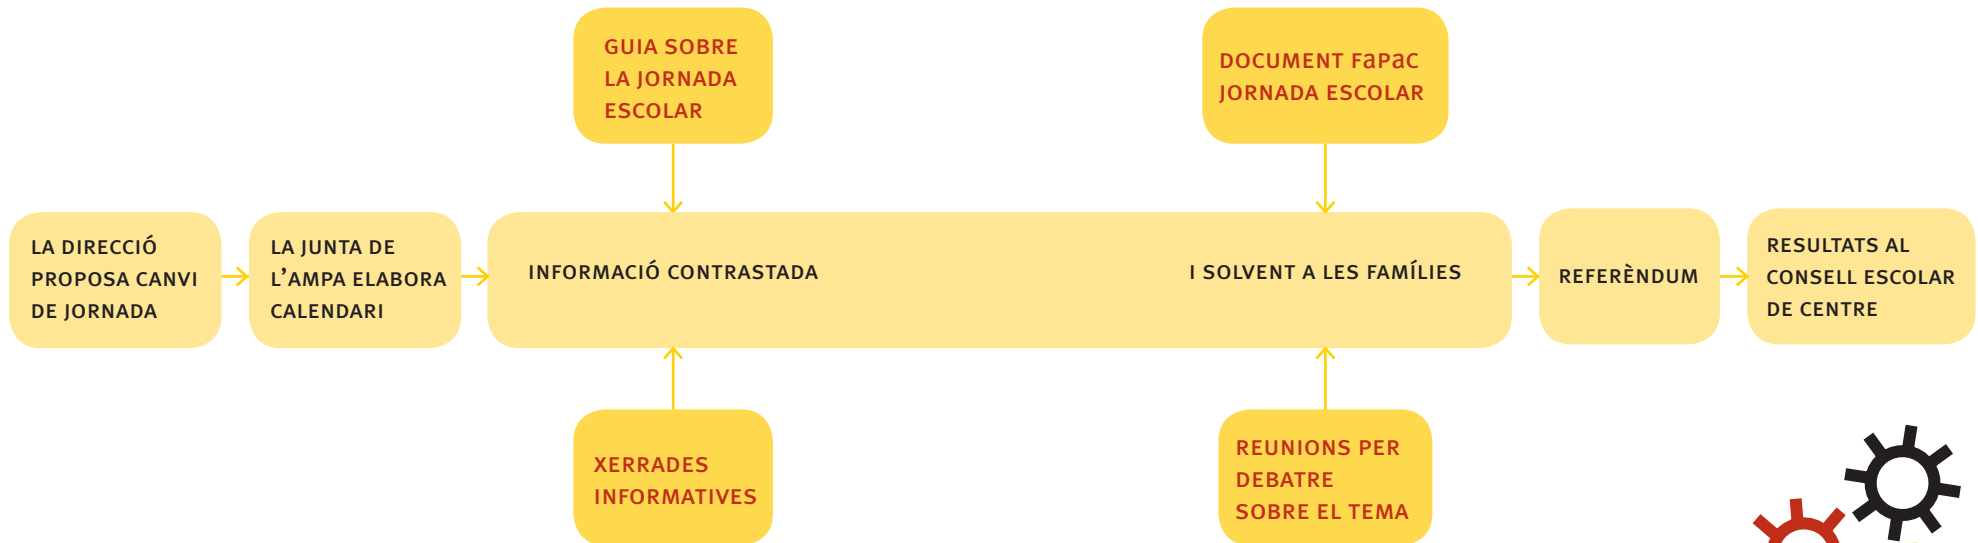 GUIA SOBRE
LA JORNADA
ESCOLAR
DOCUMENT FaPaC
JORNADA ESCOLAR
LA DIRECCIÓ
PROPOSA CANVI
DE JORNADA
LA JUNTA DE
L'AMPA ELABORA
CALENDARI
INFORMACIÓ CONTRASTADA
I SOLVENT A LES FAMÍLIES
REFERÈNDUM
RESULTATS AL
CONSELL ESCOLAR
DE CENTRE
XERRADES
INFORMATIVES
REUNIONS PER
DEBATRE
SOBRE EL TEMA